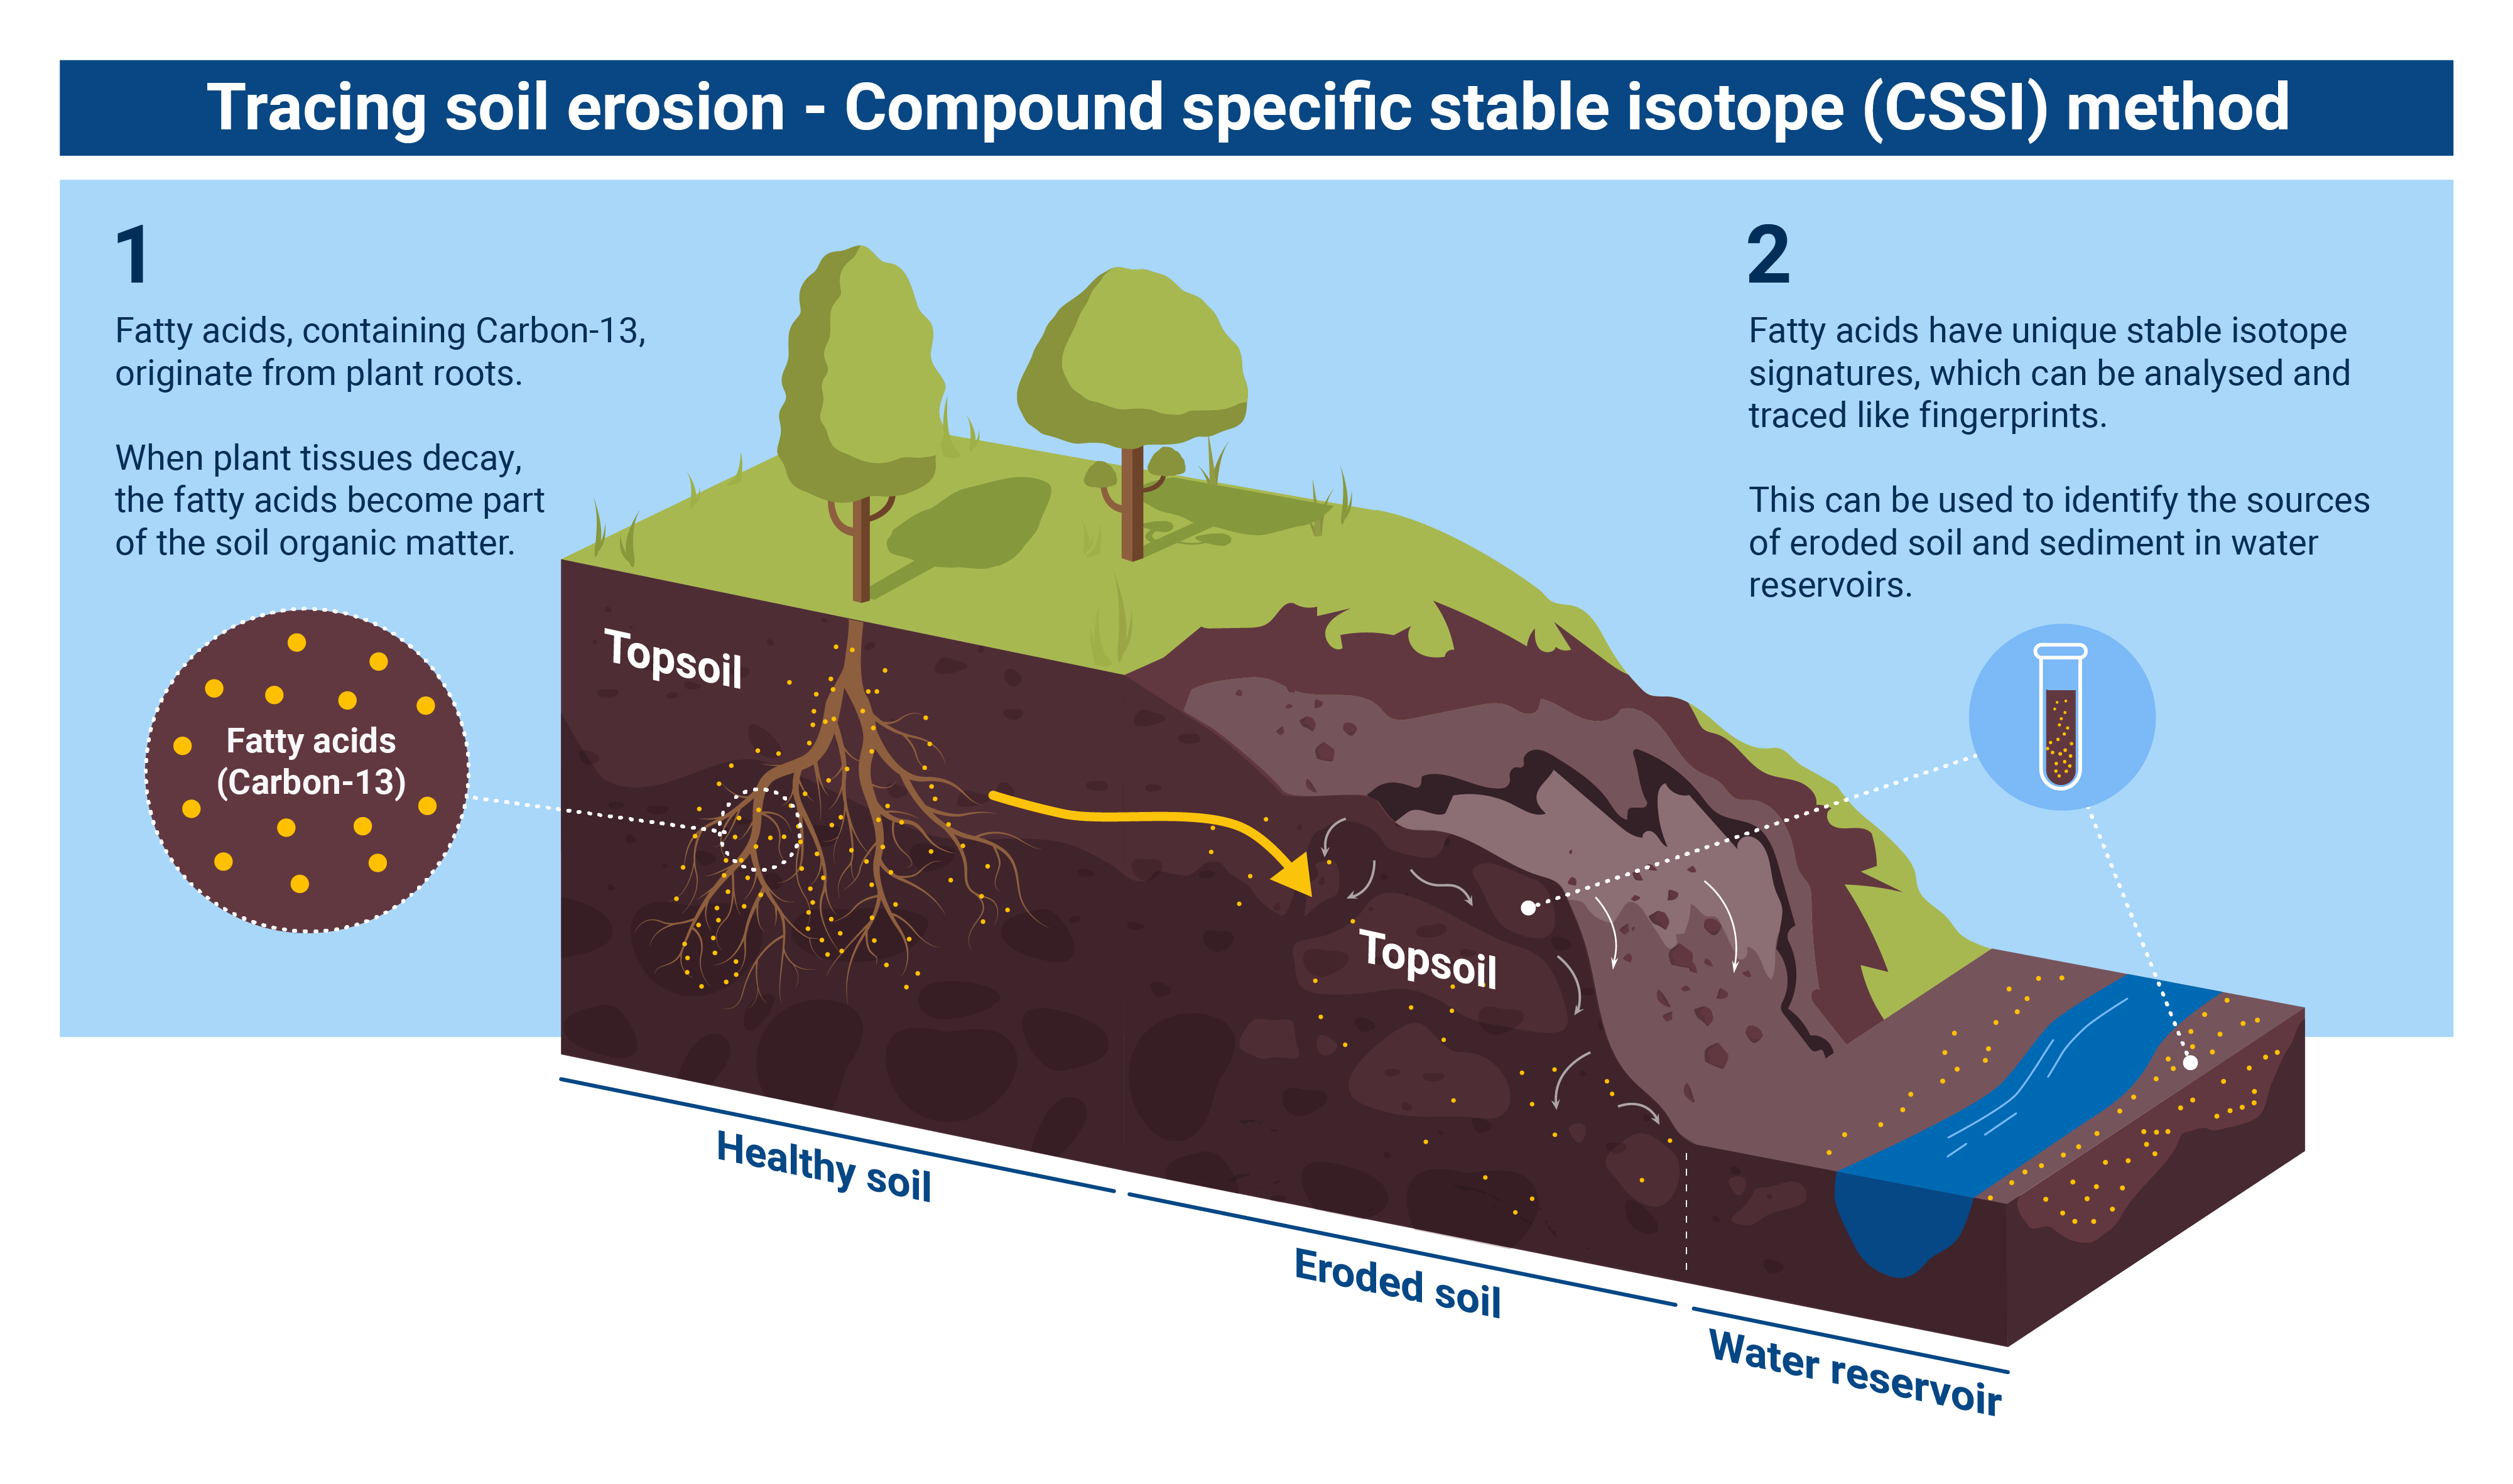 Tracing soil erosion - Compound specific stable isotope (CSSI) method
1
Fatty acids, containing Carbon-13,
originate from plant roots.
When plant tissues decay,
the fatty acids become part
of the soil organic matter.
Fatty acids
(Carbon-13)
2
Fatty acids have unique stable isotope
signatures, which can be analysed and
traced like fingerprints.
This can be used to identify the sources
of eroded soil and sediment in water
reservoirs.
Topsoil
Topsoil
Healthy soil
Eroded soil
Water reservoir